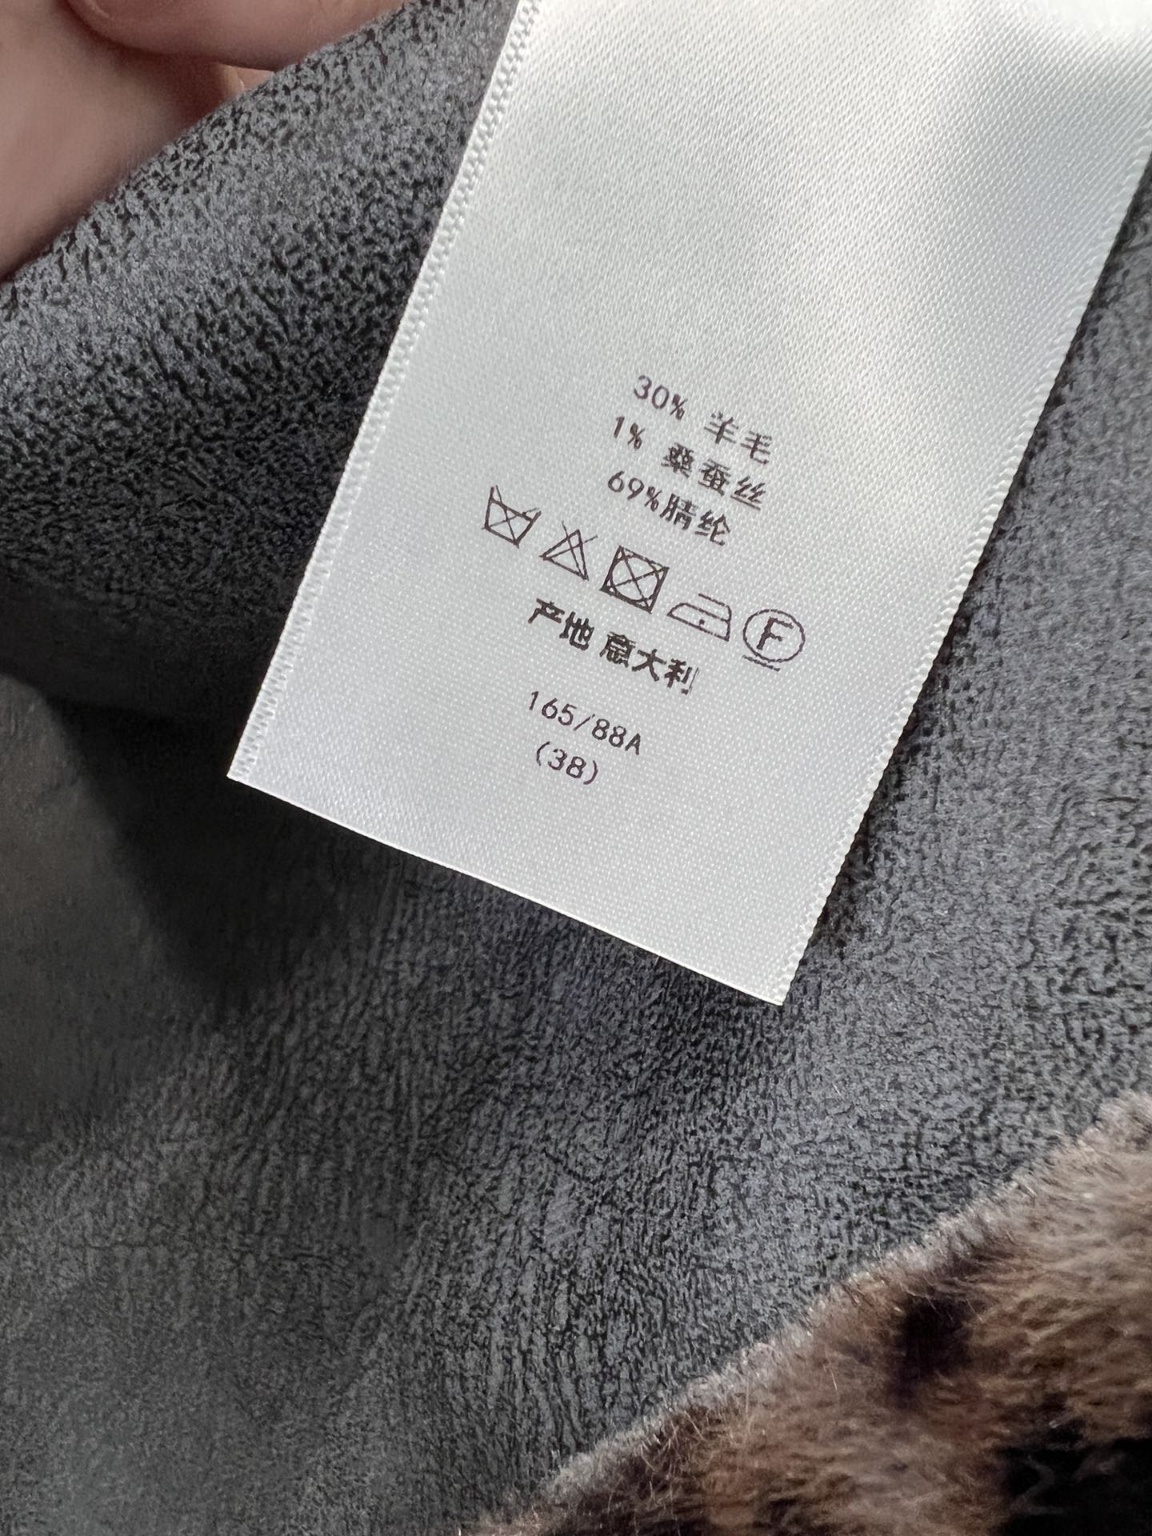 30% 羊毛
1% 桑蚕丝
69%腈纶
F
产地 意大利
165/88A
(38)